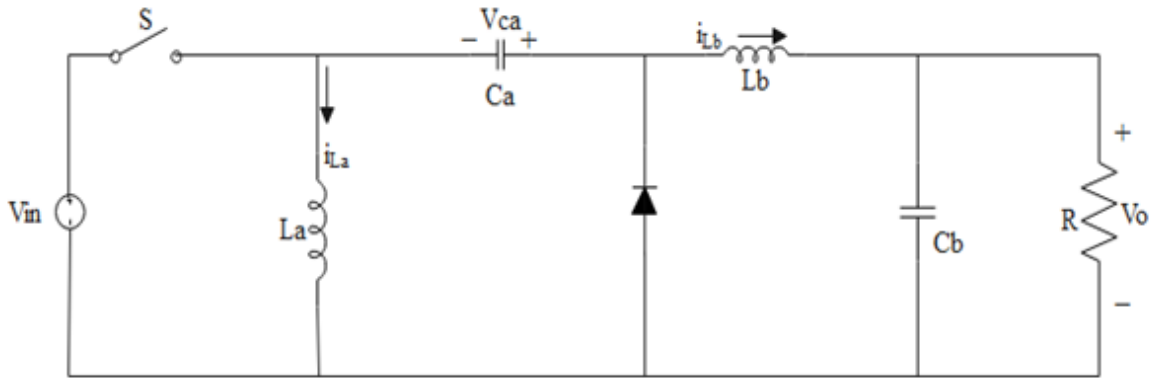 S
Vca
− +
Ca
iLb
Lb
iLa
Vin
La
Cb
R
+
Vo
−